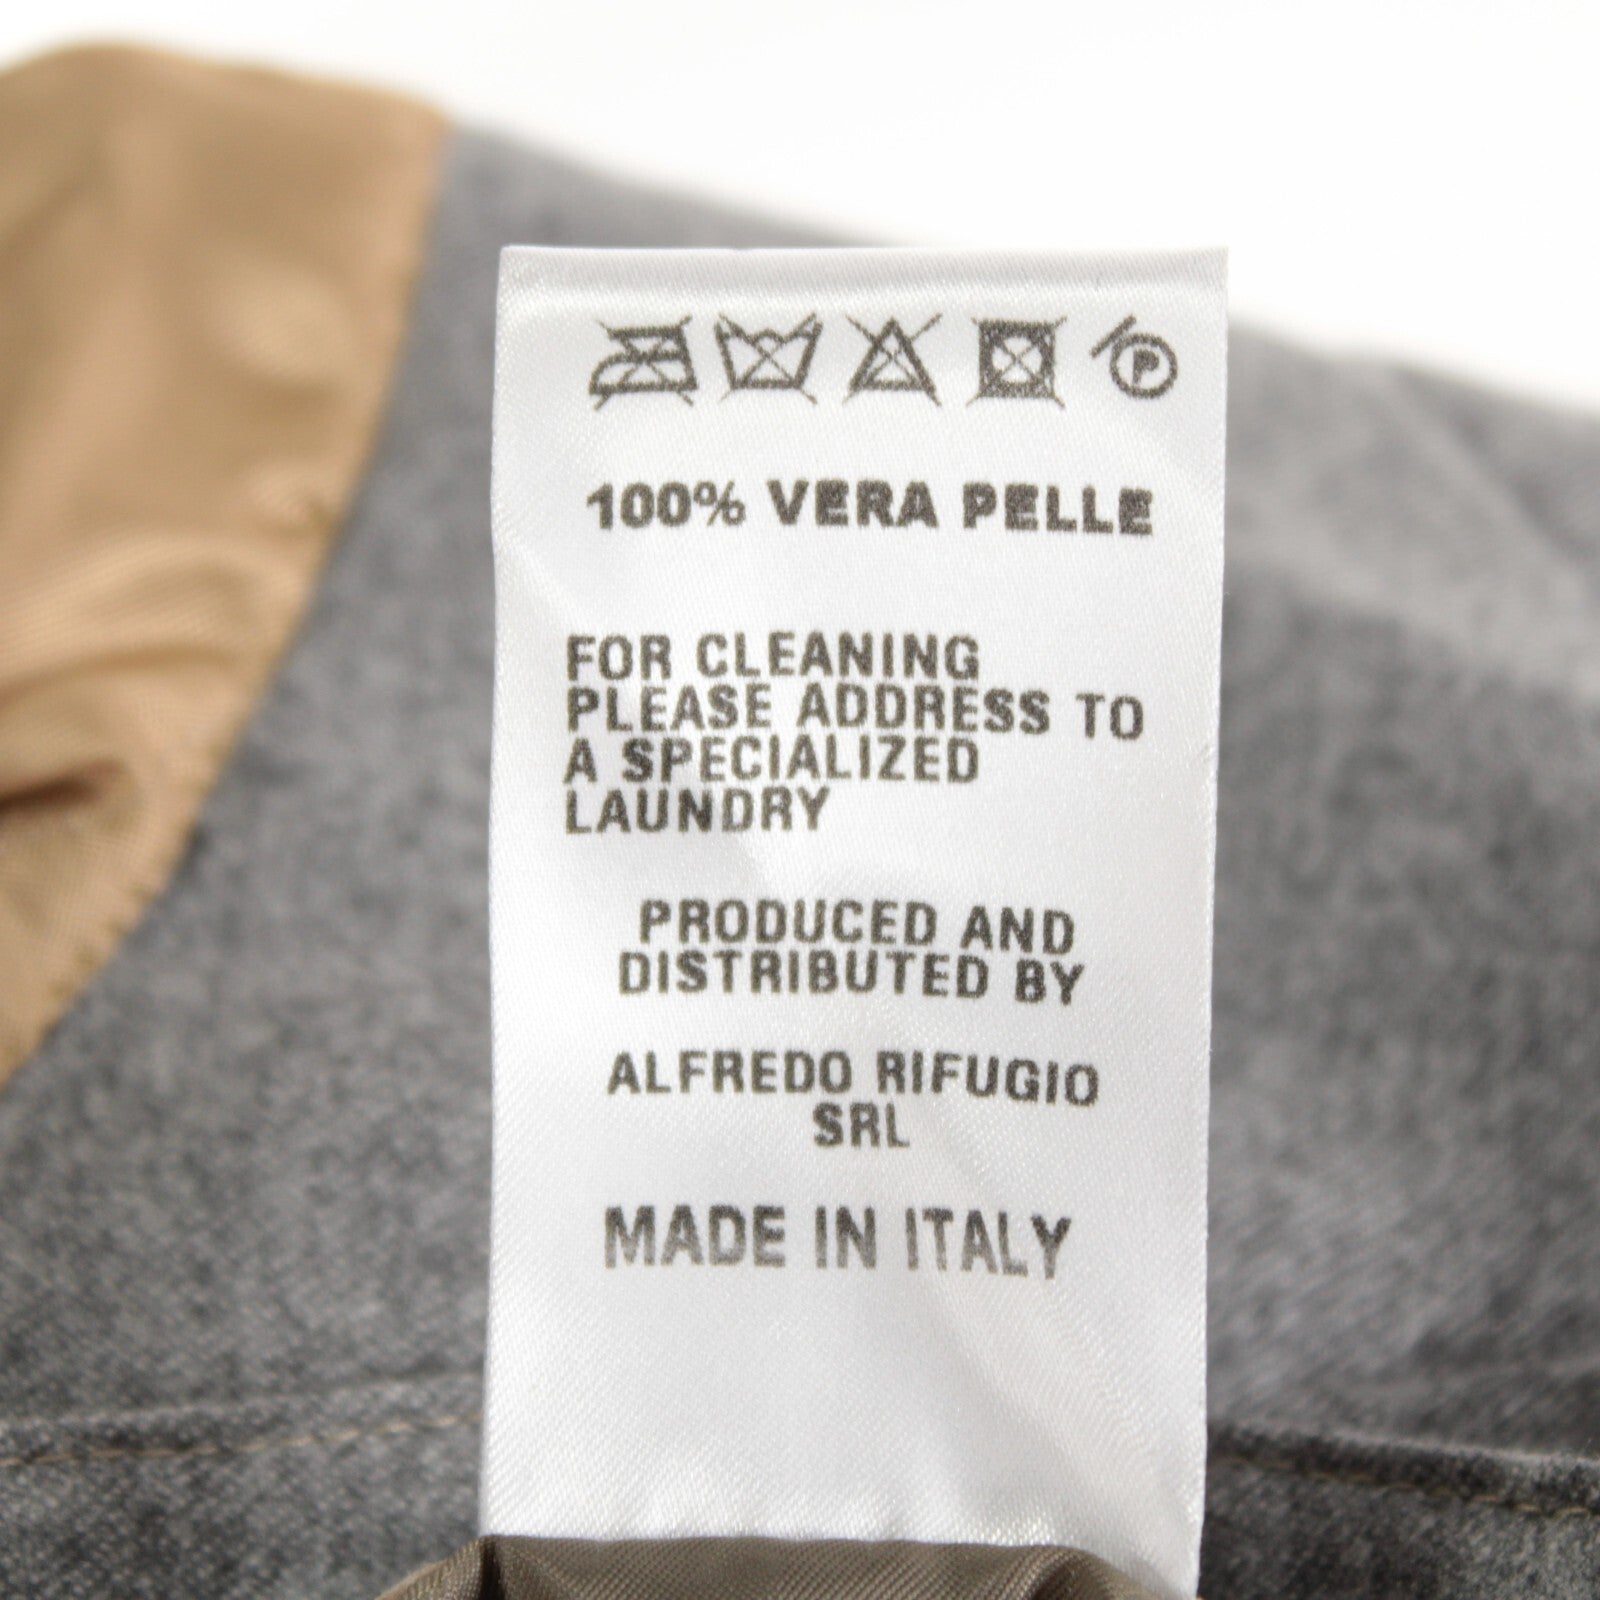 P
100% VERA PELLE
FOR CLEANING
PLEASE ADDRESS TO
A SPECIALIZED
LAUNDRY
PRODUCED AND
DISTRIBUTED BY
ALFREDO RIFUGIO
SRL
MADE IN ITALY